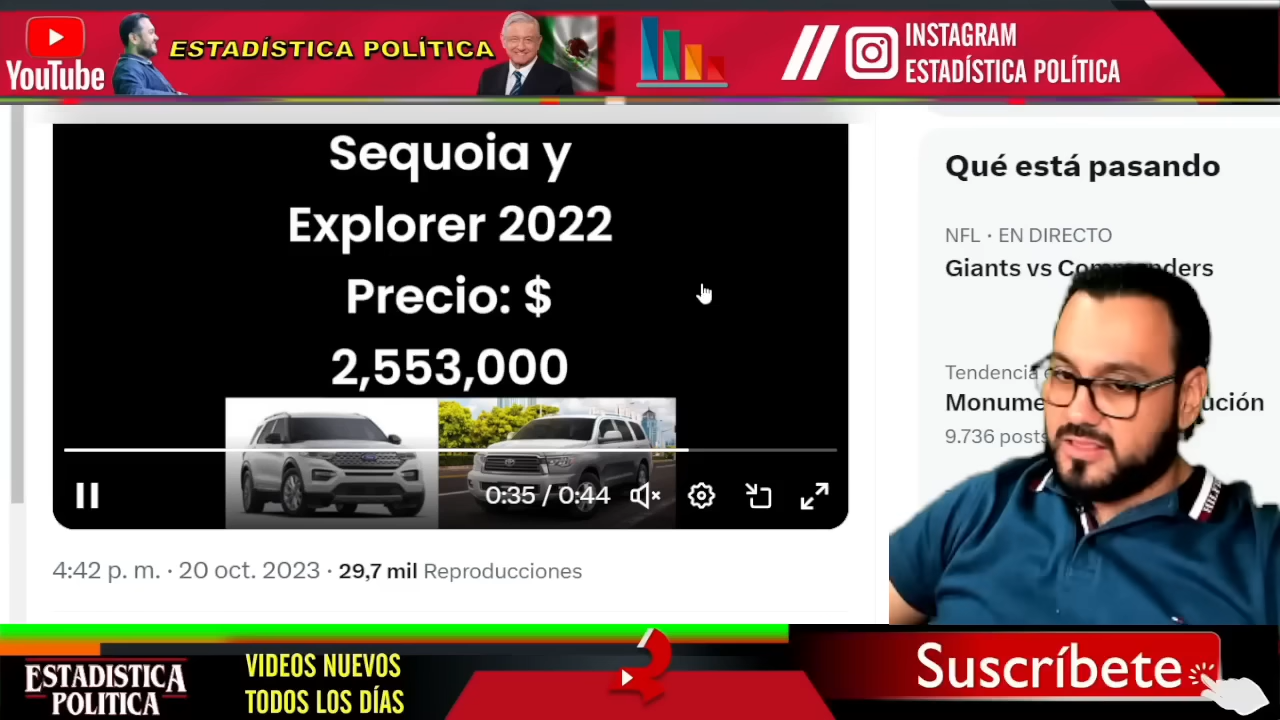 YouTube
ESTADÍSTICA POLÍTICA
INSTAGRAM
ESTADÍSTICA POLÍTICA
Sequoia y
Explorer 2022
Precio: $
2,553,000
0:35 / 0:44
4:42 p. m. · 20 oct. 2023 · 29,7 mil Reproducciones
Qué está pasando
NFL · EN DIRECTO
Giants vs Commanders
Tendencia
9.736 posts
ESTADISTICA
POLÍTICA
VIDEOS NUEVOS
TODOS LOS DÍAS
Suscríbete